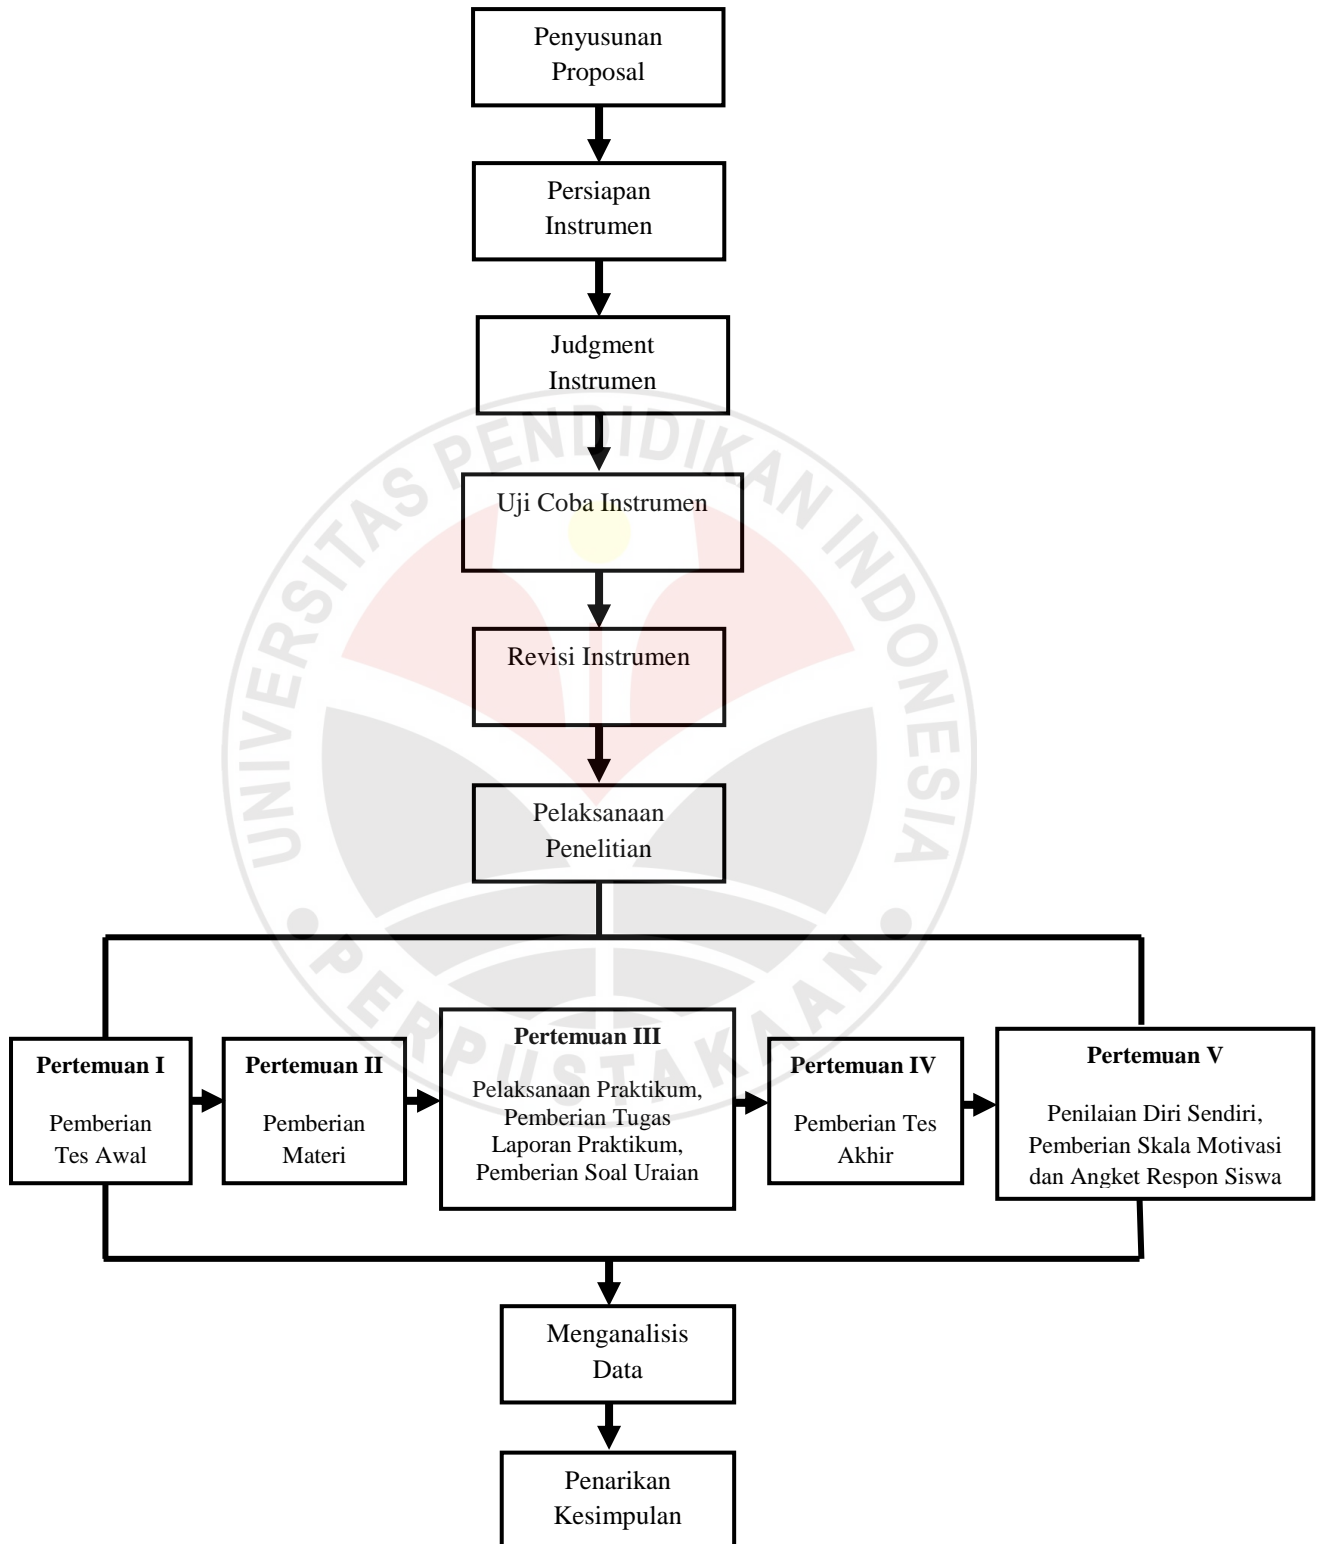 Penyusunan
Proposal
Persiapan
Instrumen
Judgment
Instrumen
UNIVERSITAS PENDIDIKAN INDONESIA
Uji Coba Instrumen
Revisi Instrumen
Pelaksanaan
Penelitian
PERPUSTAKAAN
Pertemuan I
Pemberian
Tes Awal
Pertemuan II
Pemberian
Materi
Pertemuan III
Pelaksanaan Praktikum,
Pemberian Tugas
Laporan Praktikum,
Pemberian Soal Uraian
Pertemuan IV
Pemberian Tes
Akhir
Pertemuan V
Penilaian Diri Sendiri,
Pemberian Skala Motivasi
dan Angket Respon Siswa
Menganalisis
Data
Penarikan
Kesimpulan